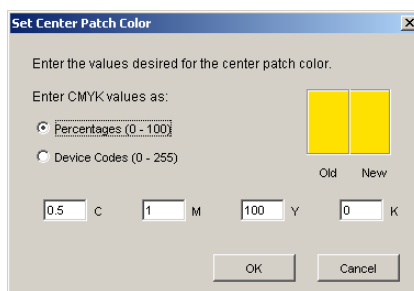 Set Center Patch Color
Enter the values desired for the center patch color.
Enter CMYK values as:
Percentages (0 - 100)
Device Codes (0 - 255)
Old New
0.5 C 1 M 100 Y 0 K
OK Cancel